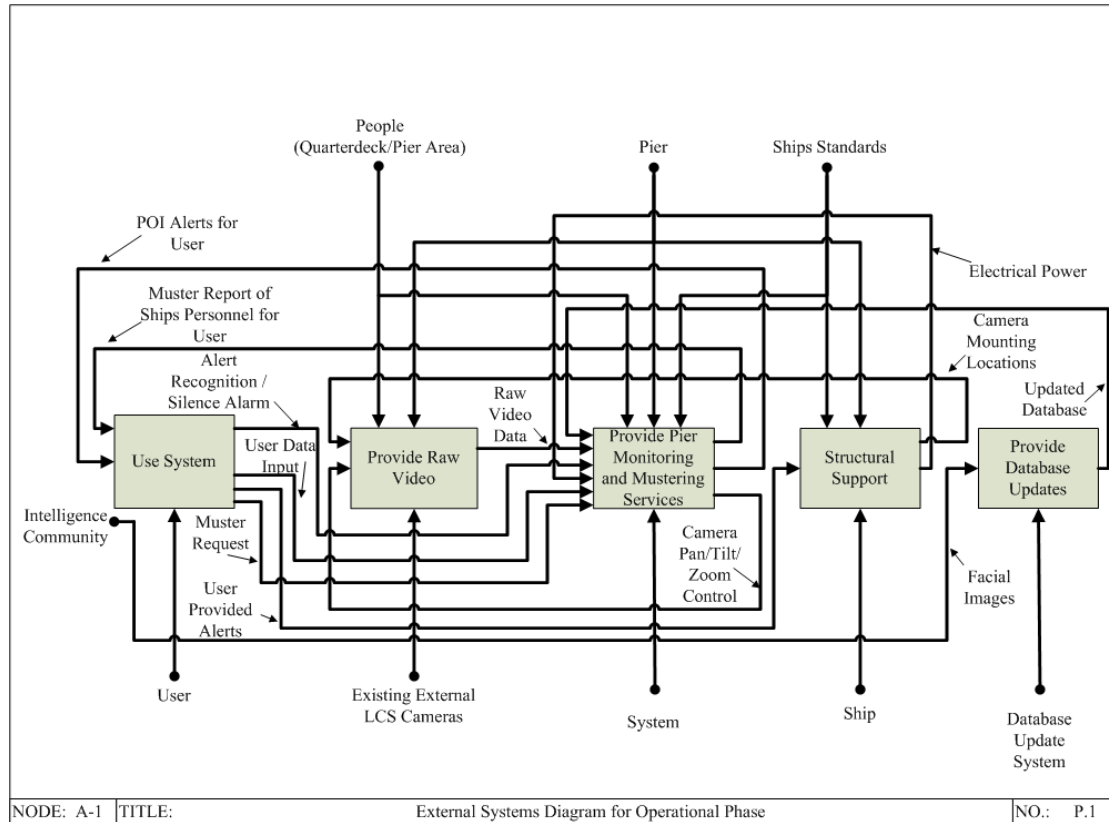 People
(Quarterdeck/Pier Area)
Pier
Ships Standards
POI Alerts for
User
Electrical Power
Muster Report of
Ships Personnel for
User
Camera
Mounting
Locations
Alert
Recognition /
Silence Alarm
Raw
Video
Data
Updated
Database
Use System
User Data
Input
Provide Raw
Video
Provide Pier
Monitoring
and Mustering
Services
Structural
Support
Provide
Database
Updates
Intelligence
Community
Muster
Request
Camera
Pan/Tilt/
Zoom
Control
Facial
Images
User
Provided
Alerts
User
Existing External
LCS Cameras
System
Ship
Database
Update
System
NODE: A-1 TITLE: External Systems Diagram for Operational Phase NO.: P.1